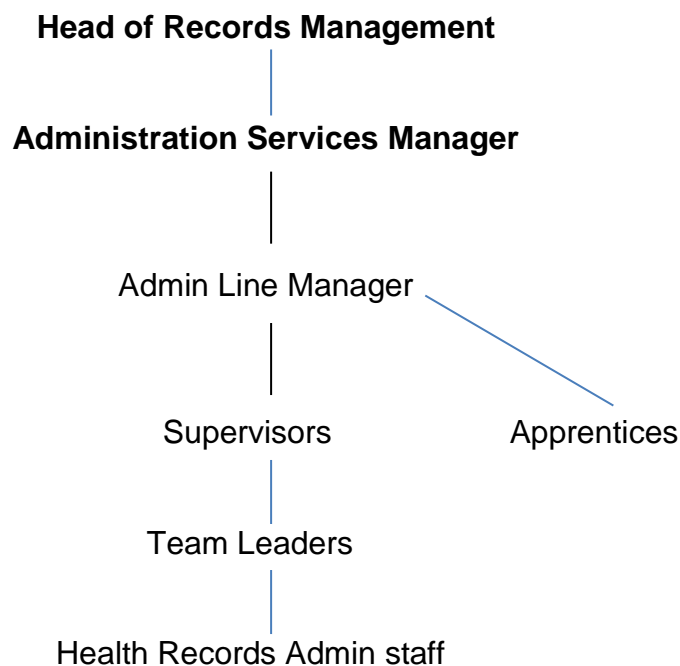 Head of Records Management
Administration Services Manager
Admin Line Manager
Supervisors
Apprentices
Team Leaders
Health Records Admin staff